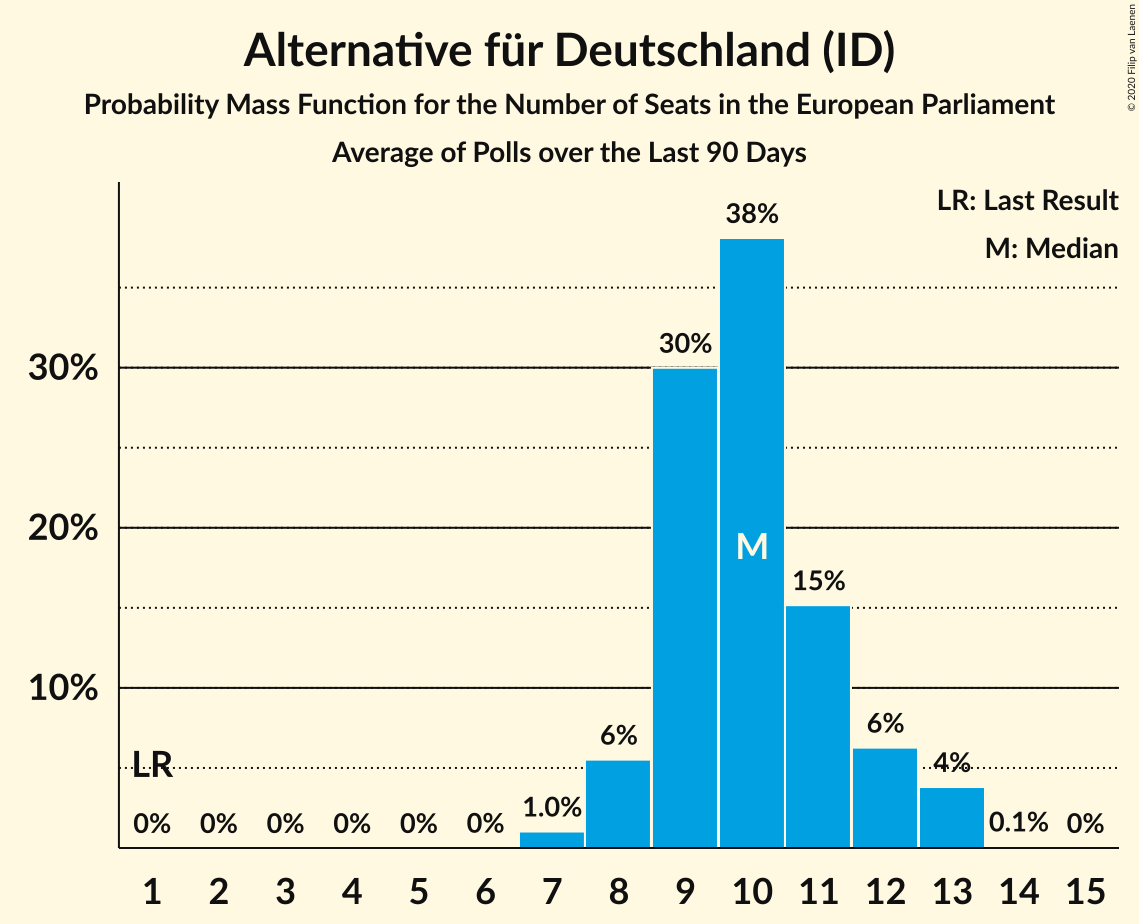 Alternative für Deutschland (ID)
Probability Mass Function for the Number of Seats in the European Parliament
Average of Polls over the Last 90 Days
© 2020 Filip van Laenen
LR: Last Result
M: Median
38%
30%
30%
20%
M
15%
10%
6%
6%
LR
4%
1.0%
0% 0% 0% 0% 0% 0% 0.1% 0%
1 2 3 4 5 6 7 8 9 10 11 12 13 14 15